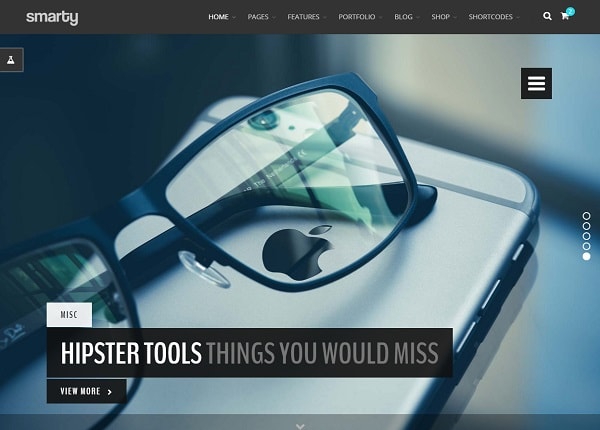 smarty
HOME PAGES FEATURES PORTFOLIO BLOG SHOP SHORTCODES
2
MISC
HIPSTER TOOLS THINGS YOU WOULD MISS
VIEW MORE